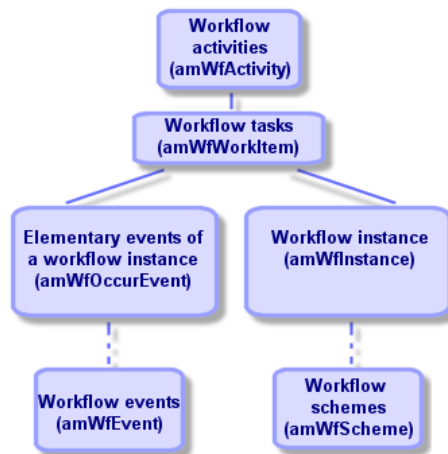 Workflow
activities
(amWfActivity)
Workflow tasks
(amWfWorkItem)
Elementary events of
a workflow instance
(amWfOccurEvent)
Workflow instance
(amWfInstance)
Workflow events
(amWfEvent)
Workflow
schemes
(amWfScheme)